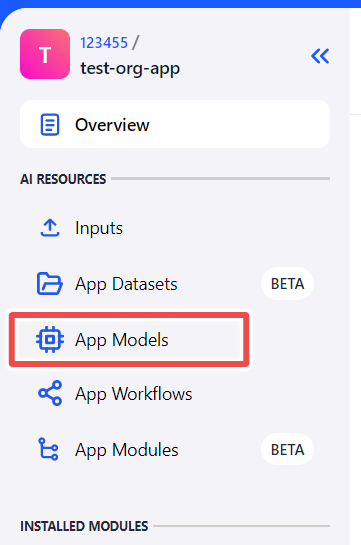 T
123455 /
test-org-app
Overview
AI RESOURCES
Inputs
App Datasets BETA
App Models
App Workflows
App Modules BETA
INSTALLED MODULES